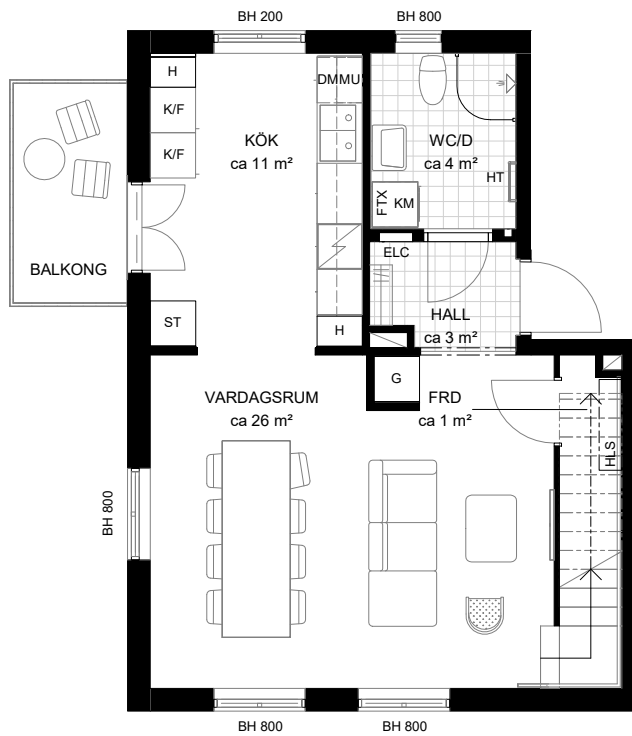 BH 200
BH 800
H
DMMU
K/F
KÖK
ca 11 m²
K/F
WC/D
ca 4 m²
HT
FTX
KM
ELC
BALKONG
HALL
ca 3 m²
ST
H
G
VARDAGSRUM
ca 26 m²
FRD
ca 1 m²
HLS
BH 800
BH 800
BH 800